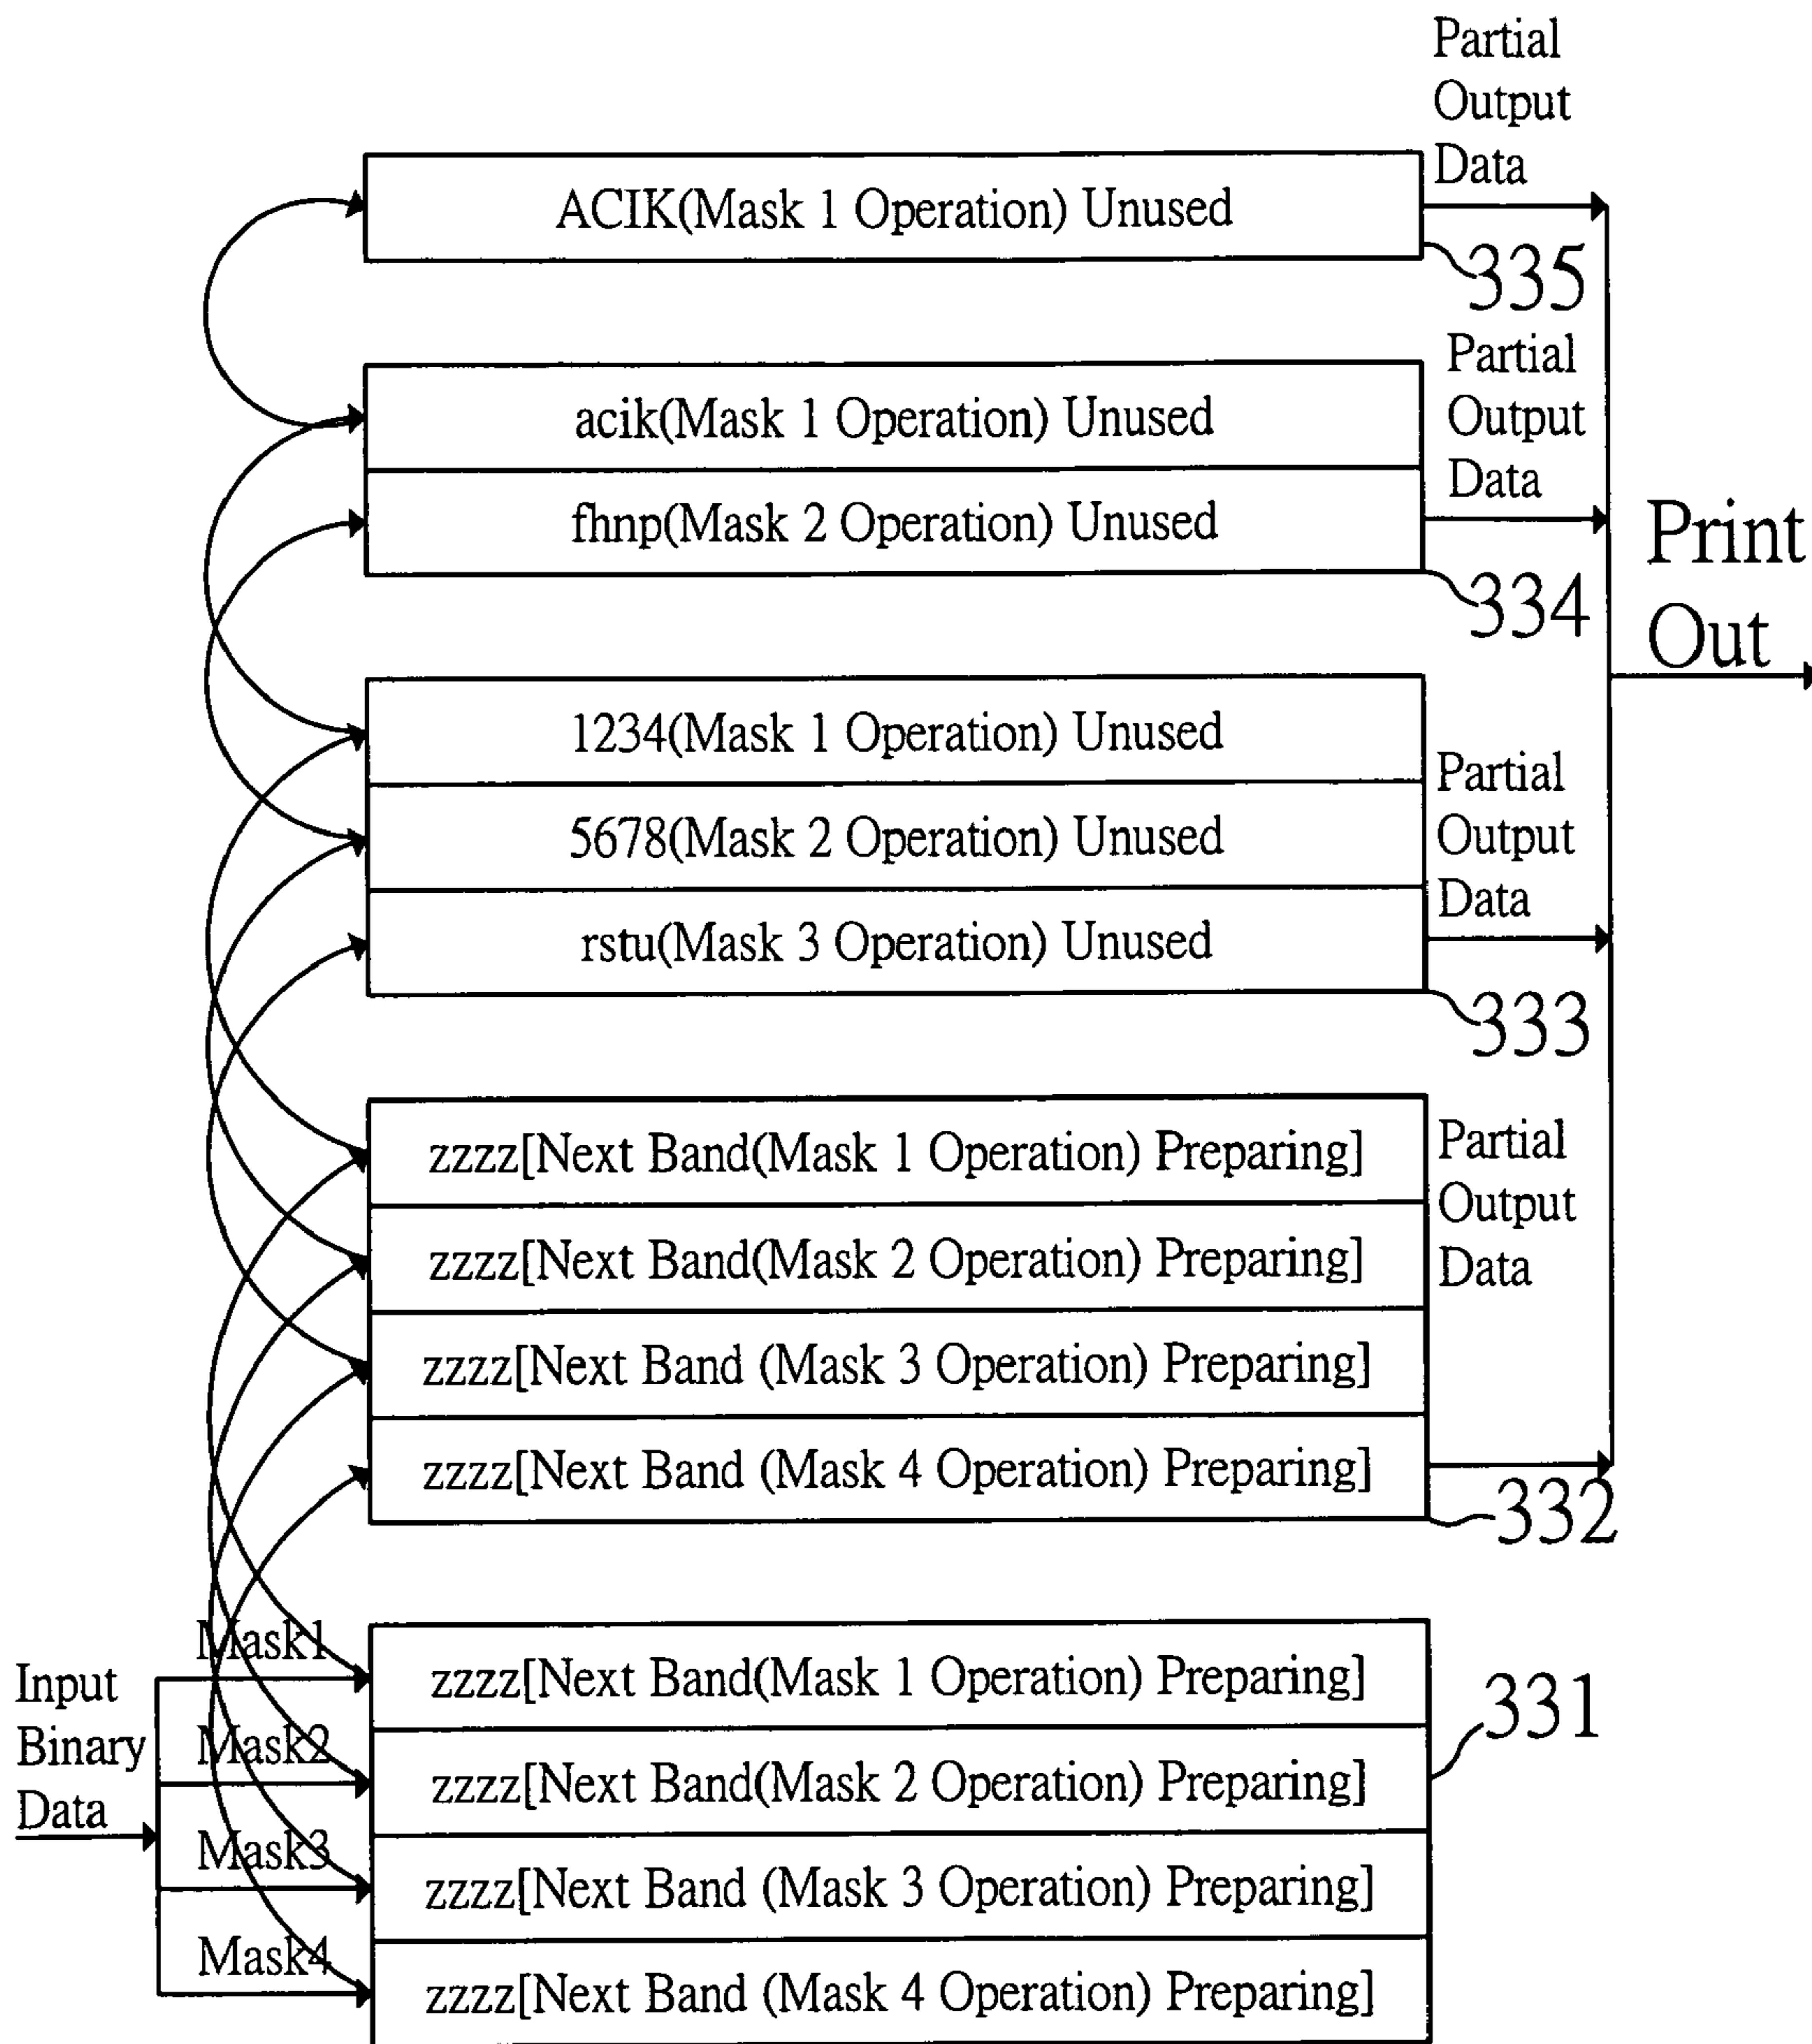 Partial
Output
Data
ACIK(Mask 1 Operation) Unused
335
Partial
Output
Data
acik(Mask 1 Operation) Unused
fhnp(Mask 2 Operation) Unused
334
Print
Out
1234(Mask 1 Operation) Unused
5678(Mask 2 Operation) Unused
rstu(Mask 3 Operation) Unused
Partial
Output
Data
333
zzzz[Next Band(Mask 1 Operation) Preparing]
zzzz[Next Band(Mask 2 Operation) Preparing]
zzzz[Next Band (Mask 3 Operation) Preparing]
zzzz[Next Band (Mask 4 Operation) Preparing]
Partial
Output
Data
332
Input
Binary
Data
Mask1
Mask2
Mask3
Mask4
zzzz[Next Band(Mask 1 Operation) Preparing]
zzzz[Next Band(Mask 2 Operation) Preparing]
zzzz[Next Band (Mask 3 Operation) Preparing]
zzzz[Next Band (Mask 4 Operation) Preparing]
331